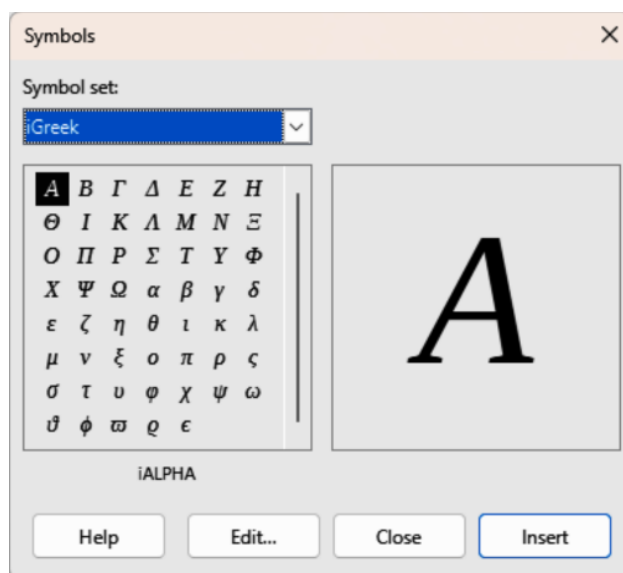 Symbols
Symbol set:
iGreek
Α Β Γ Δ Ε Ζ Η
Θ Ι Κ Λ Μ Ν Ξ
Ο Π Ρ Σ Τ Υ Φ
Χ Ψ Ω α β γ δ
ε ζ η θ ι κ λ
μ ν ξ ο π ρ ς
σ τ υ φ χ ψ ω
ϑ ϕ ϖ ϱ ϵ
Α
iALPHA
Help Edit... Close Insert